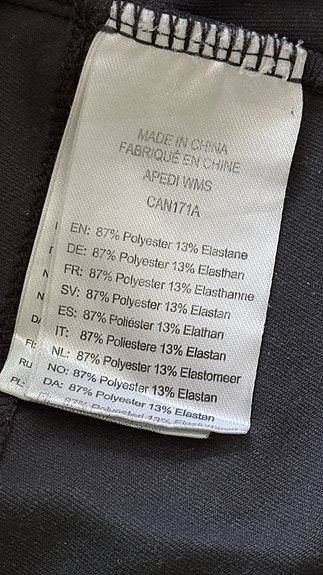 MADE IN CHINA
FABRIQUÉ EN CHINE
APEDI WMS
CAN171A
EN: 87% Polyester 13% Elastane
DE: 87% Polyester 13% Elasthan
FR: 87% Polyester 13% Elasthanne
SV: 87% Polyester 13% Elastan
ES: 87% Poliéster 13% Elathan
IT: 87% Poliestere 13% Elastan
NL: 87% Polyester 13% Elastomeer
NO: 87% Polyester 13% Elastan
DA: 87% Polyester 13% Elastan